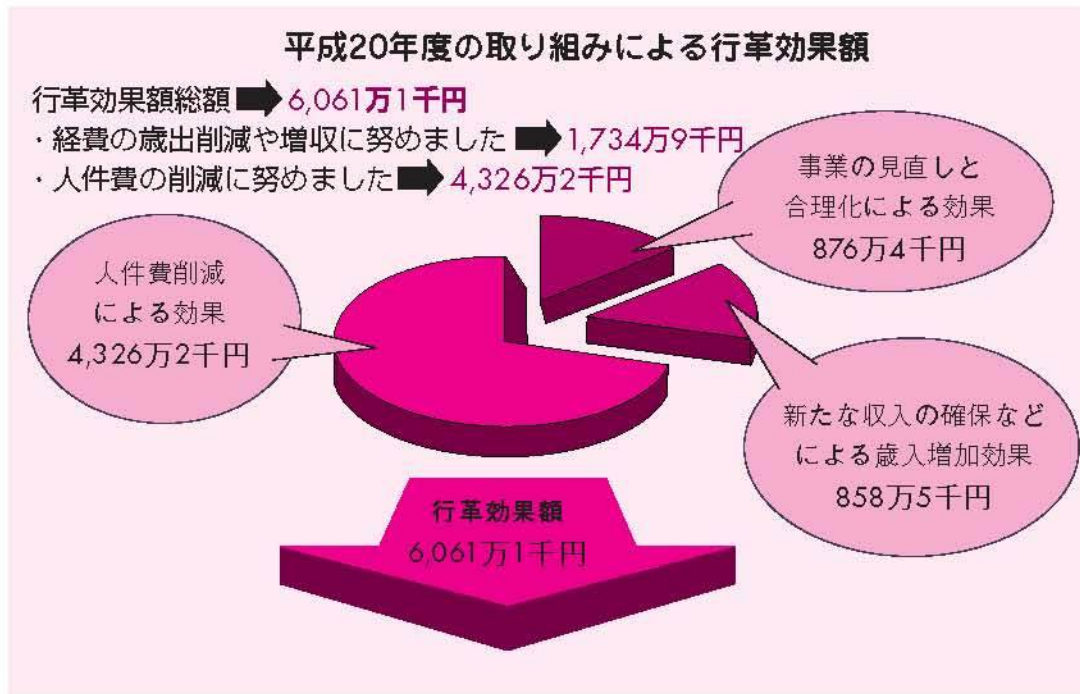 平成20年度の取り組みによる行革効果額
行革効果額総額➡6,061万1千円
・経費の歳出削減や増収に努めました➡1,734万9千円
・人件費の削減に努めました➡4,326万2千円
事業の見直しと
合理化による効果
876万4千円
人件費削減
による効果
4,326万2千円
新たな収入の確保など
による歳入増加効果
858万5千円
行革効果額
6,061万1千円